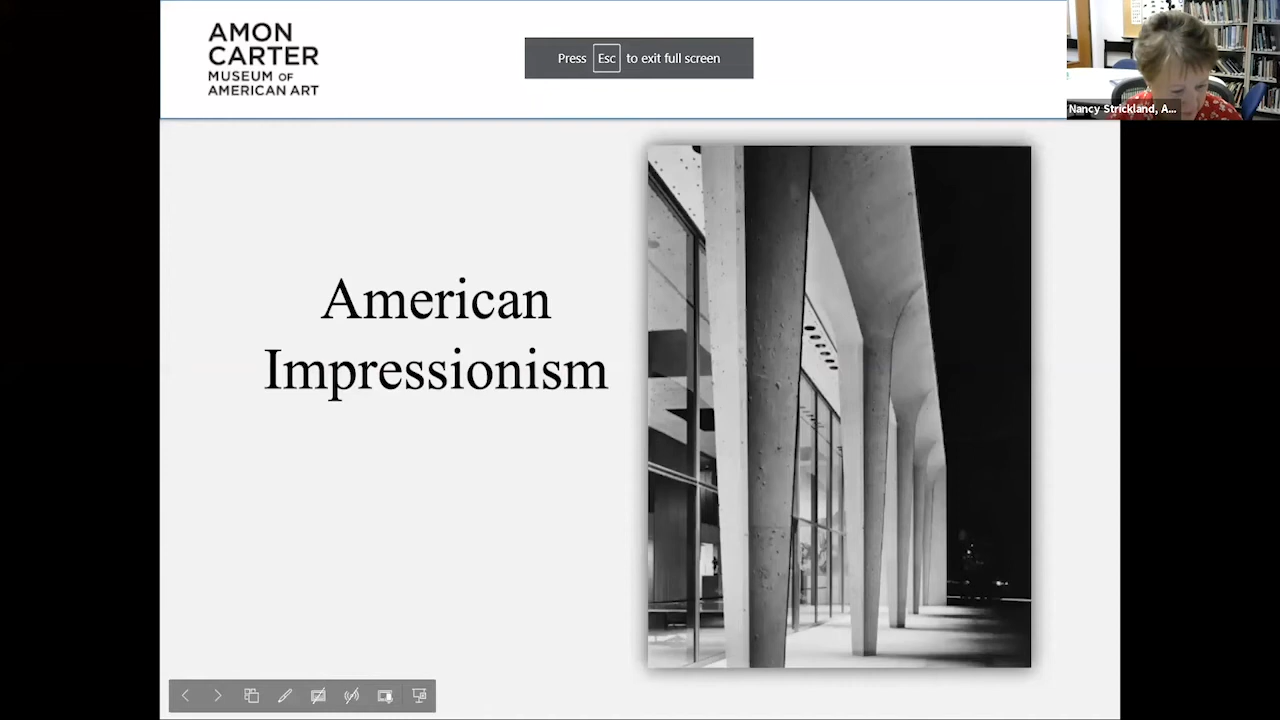 AMON
CARTER
MUSEUM OF
AMERICAN ART
Press Esc to exit full screen
Nancy Strickland, A...
American
Impressionism